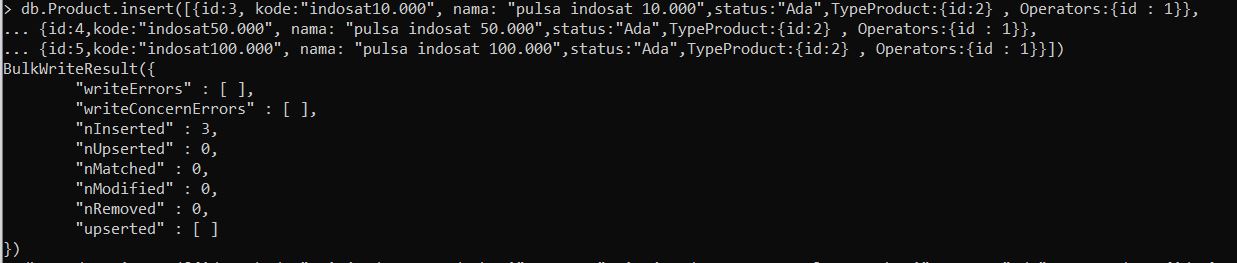 > db.Product.insert([{id:3, kode:"indosat10.000", nama: "pulsa indosat 10.000",status:"Ada",TypeProduct:{id:2} , Operators:{id : 1}},
... {id:4,kode:"indosat50.000", nama: "pulsa indosat 50.000",status:"Ada",TypeProduct:{id:2} , Operators:{id : 1}},
... {id:5,kode:"indosat100.000", nama: "pulsa indosat 100.000",status:"Ada",TypeProduct:{id:2} , Operators:{id : 1}}])
BulkWriteResult({
        "writeErrors" : [ ],
        "writeConcernErrors" : [ ],
        "nInserted" : 3,
        "nUpserted" : 0,
        "nMatched" : 0,
        "nModified" : 0,
        "nRemoved" : 0,
        "upserted" : [ ]
})